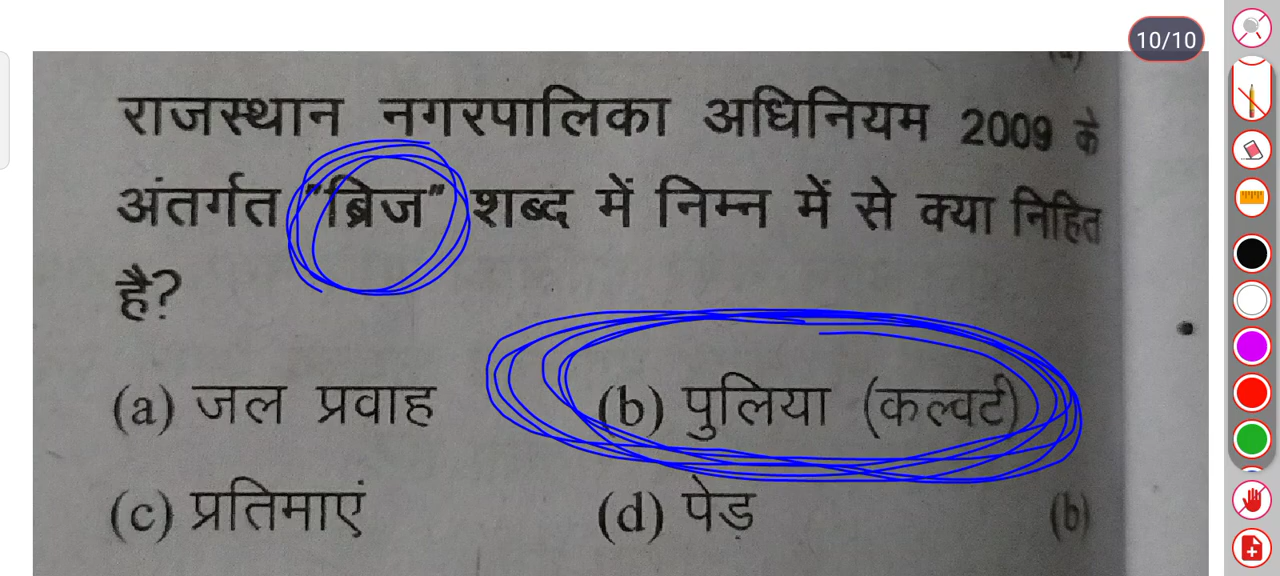 10/10
राजस्थान नगरपालिका अधिनियम 2009 के
अंतर्गत "ब्रिज" शब्द में निम्न में से क्या निहित
है?
(a) जल प्रवाह (b) पुलिया (कल्वर्ट)
(c) प्रतिमाएं (d) पेड़ (b)